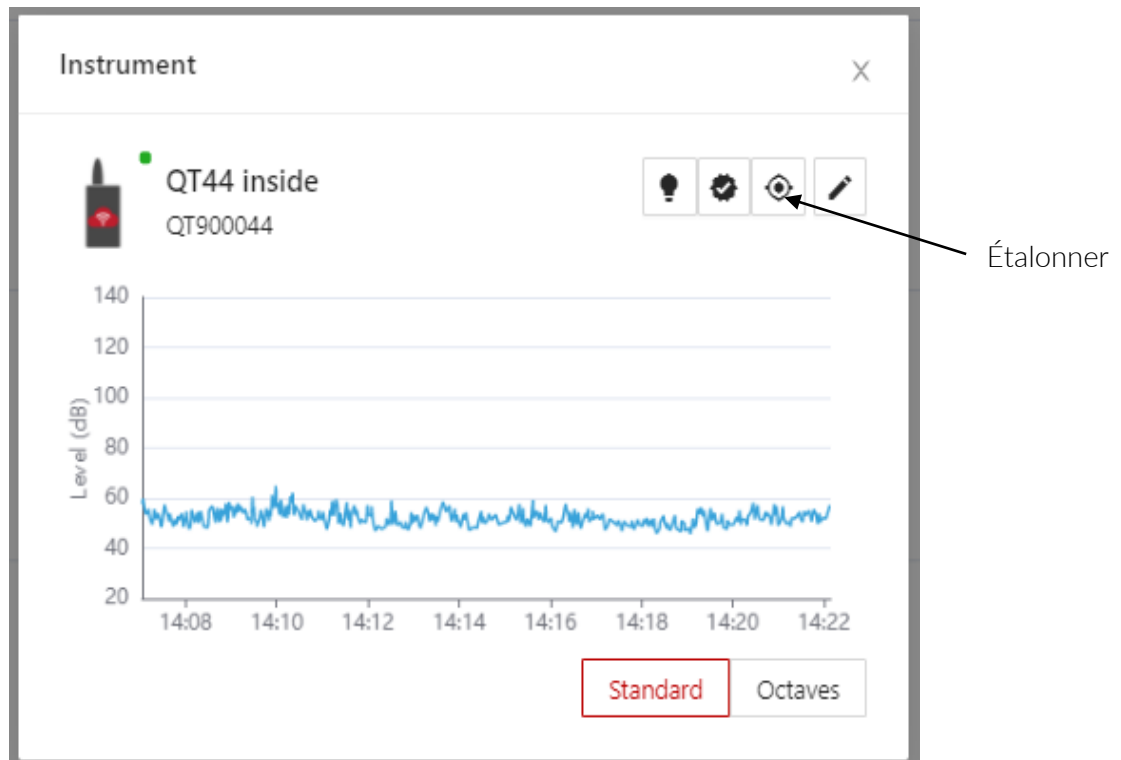 Instrument
X
QT44 inside
QT900044
Étalonner
140
120
100
80
60
40
20
Level (dB)
14:08 14:10 14:12 14:14 14:16 14:18 14:20 14:22
Standard Octaves